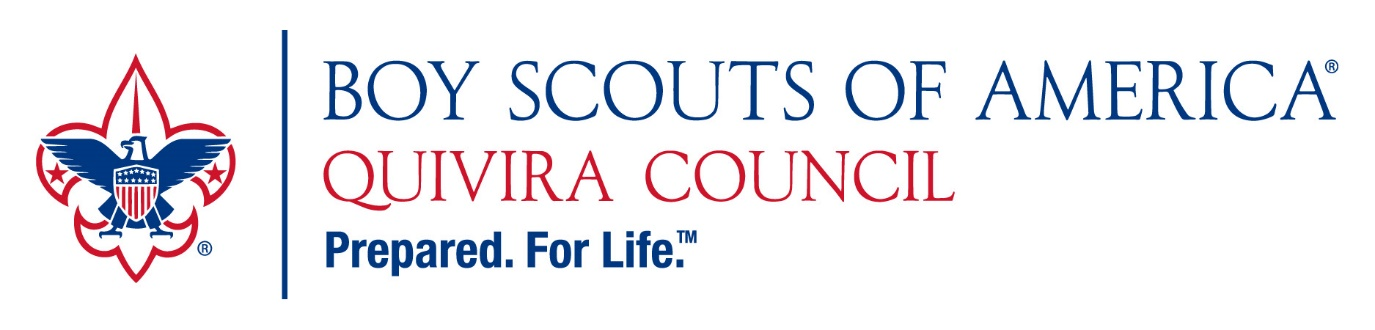 BOY SCOUTS OF AMERICA®
QUIVIRA COUNCIL
Prepared. For Life.™
®